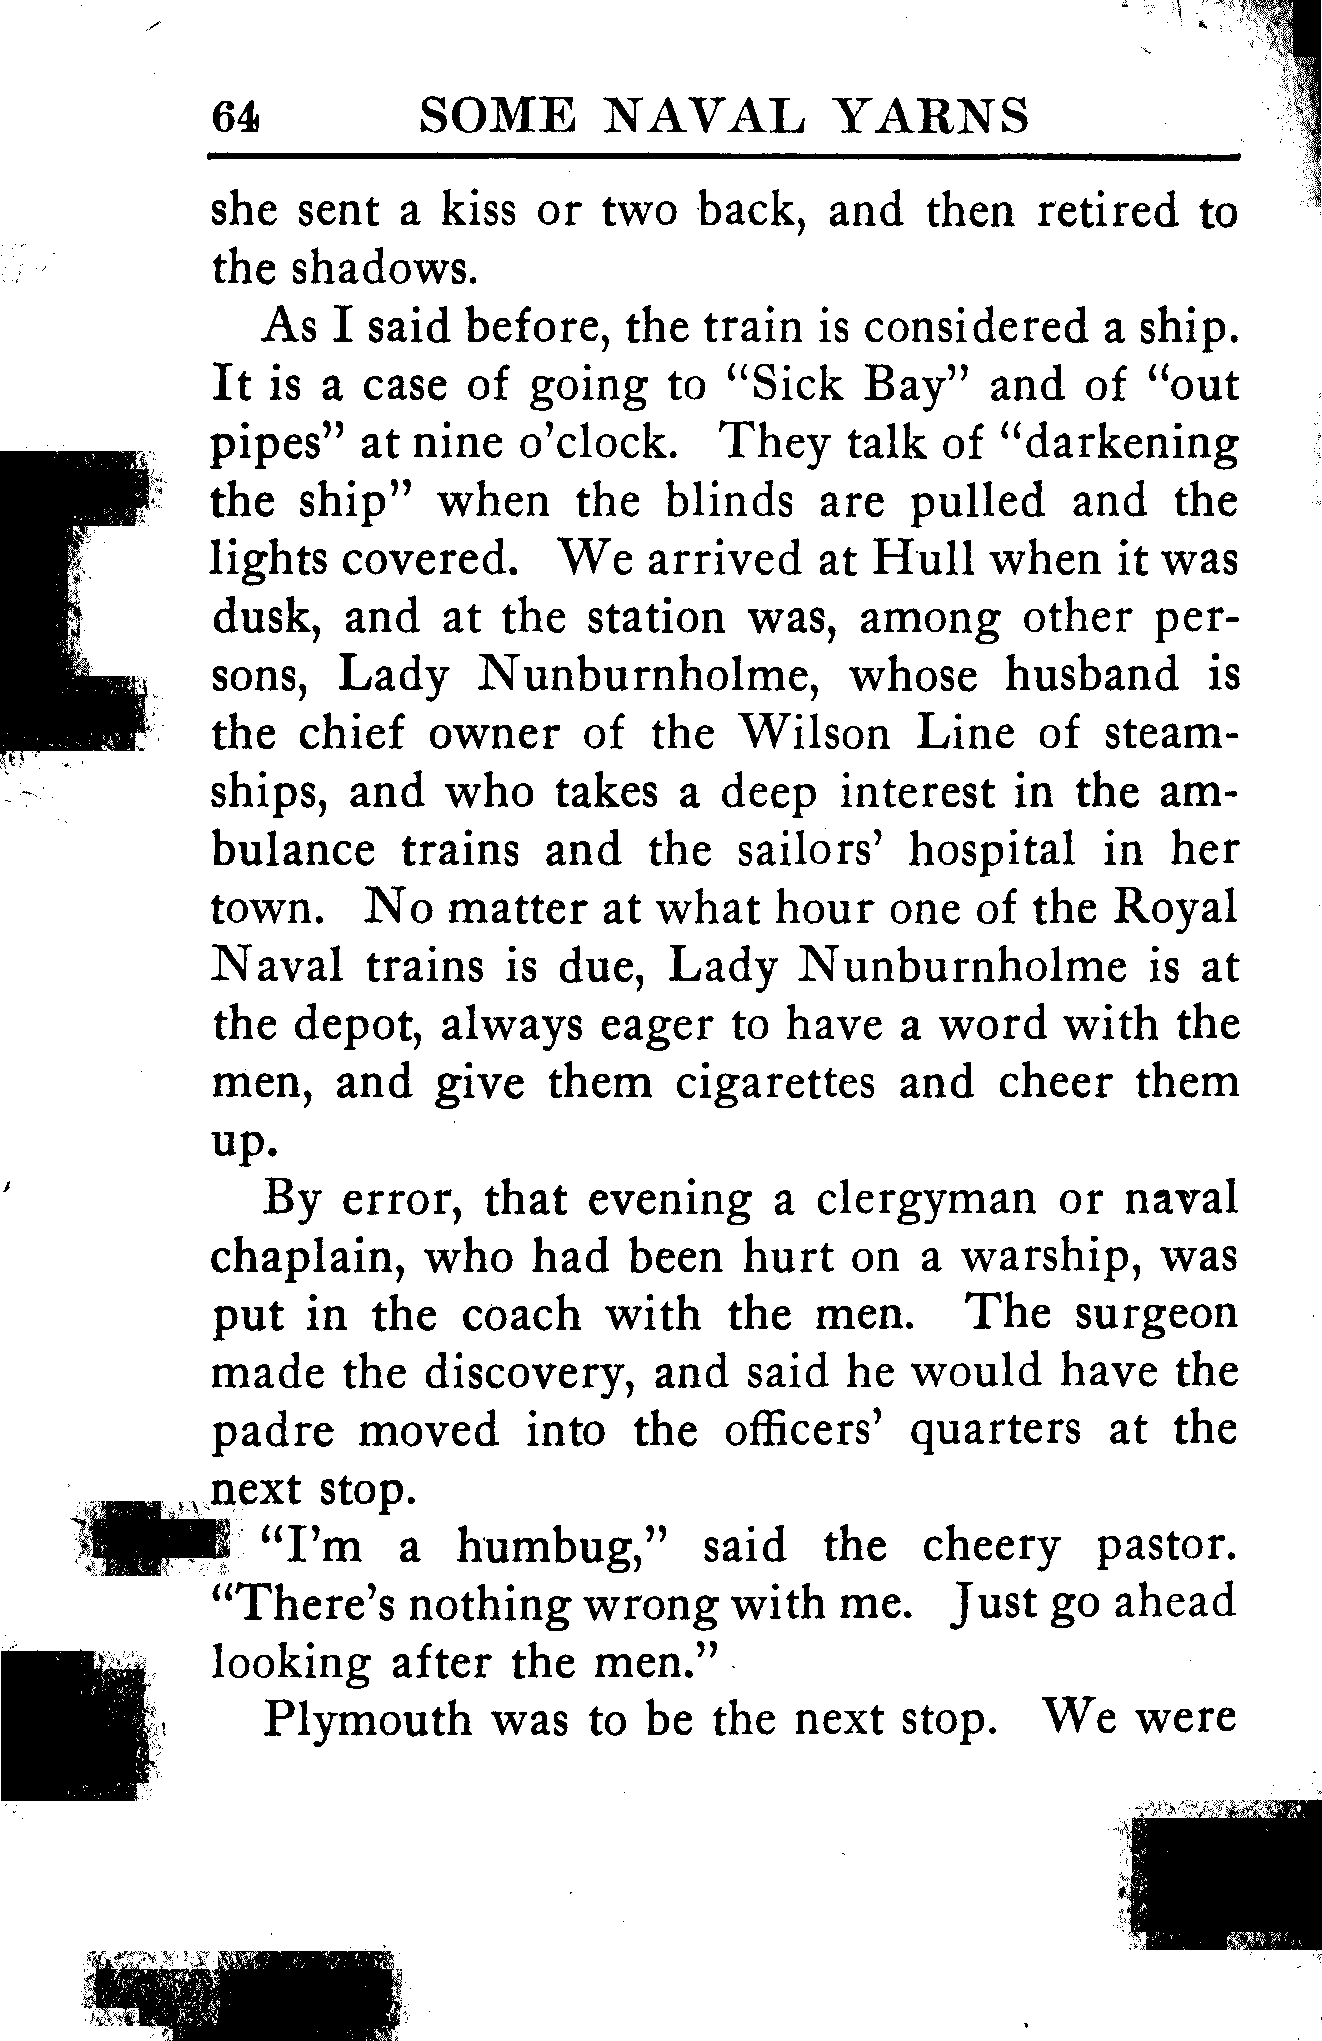 64 SOME NAVAL YARNS
she sent a kiss or two back, and then retired to
the shadows.
As I said before, the train is considered a ship.
It is a case of going to “Sick Bay” and of “out
pipes” at nine o’clock. They talk of “darkening
the ship” when the blinds are pulled and the
lights covered. We arrived at Hull when it was
dusk, and at the station was, among other per-
sons, Lady Nunburnholme, whose husband is
the chief owner of the Wilson Line of steam-
ships, and who takes a deep interest in the am-
bulance trains and the sailors’ hospital in her
town. No matter at what hour one of the Royal
Naval trains is due, Lady Nunburnholme is at
the depot, always eager to have a word with the
men, and give them cigarettes and cheer them
up.
By error, that evening a clergyman or naval
chaplain, who had been hurt on a warship, was
put in the coach with the men. The surgeon
made the discovery, and said he would have the
padre moved into the officers’ quarters at the
next stop.
“I’m a humbug,” said the cheery pastor.
“There’s nothing wrong with me. Just go ahead
looking after the men.”
Plymouth was to be the next stop. We were